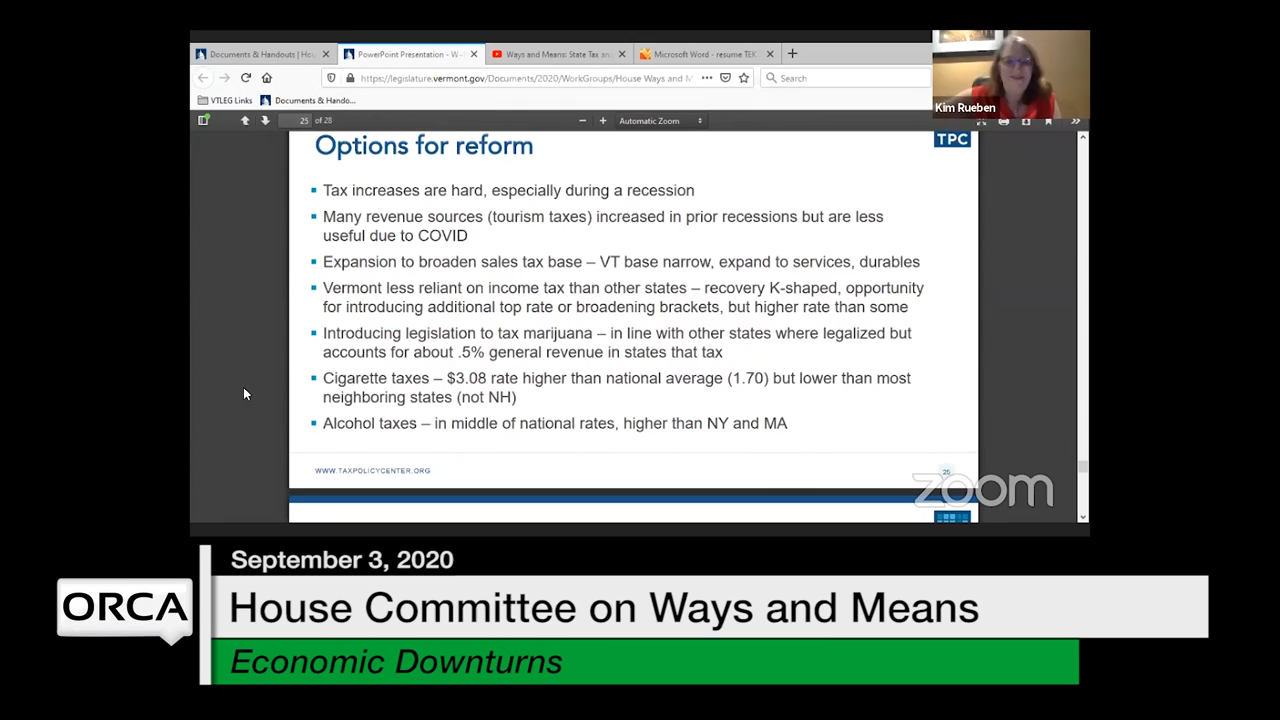 Documents & Handouts | Hou
PowerPoint Presentation - W -
Ways and Means: State Tax an
Microsoft Word - resume TEK
https://legislature.vermont.gov/Documents/2020/WorkGroups/House Ways and M
Search
Kim Rueben
VTLEG Links
Documents & Hando...
25 of 28
Automatic Zoom
Options for reform
TPC
Tax increases are hard, especially during a recession
Many revenue sources (tourism taxes) increased in prior recessions but are less
useful due to COVID
Expansion to broaden sales tax base – VT base narrow, expand to services, durables
Vermont less reliant on income tax than other states – recovery K-shaped, opportunity
for introducing additional top rate or broadening brackets, but higher rate than some
Introducing legislation to tax marijuana – in line with other states where legalized but
accounts for about .5% general revenue in states that tax
Cigarette taxes – $3.08 rate higher than national average (1.70) but lower than most
neighboring states (not NH)
Alcohol taxes – in middle of national rates, higher than NY and MA
WWW.TAXPOLICYCENTER.ORG
25
zoom
September 3, 2020
ORCA
House Committee on Ways and Means
Economic Downturns